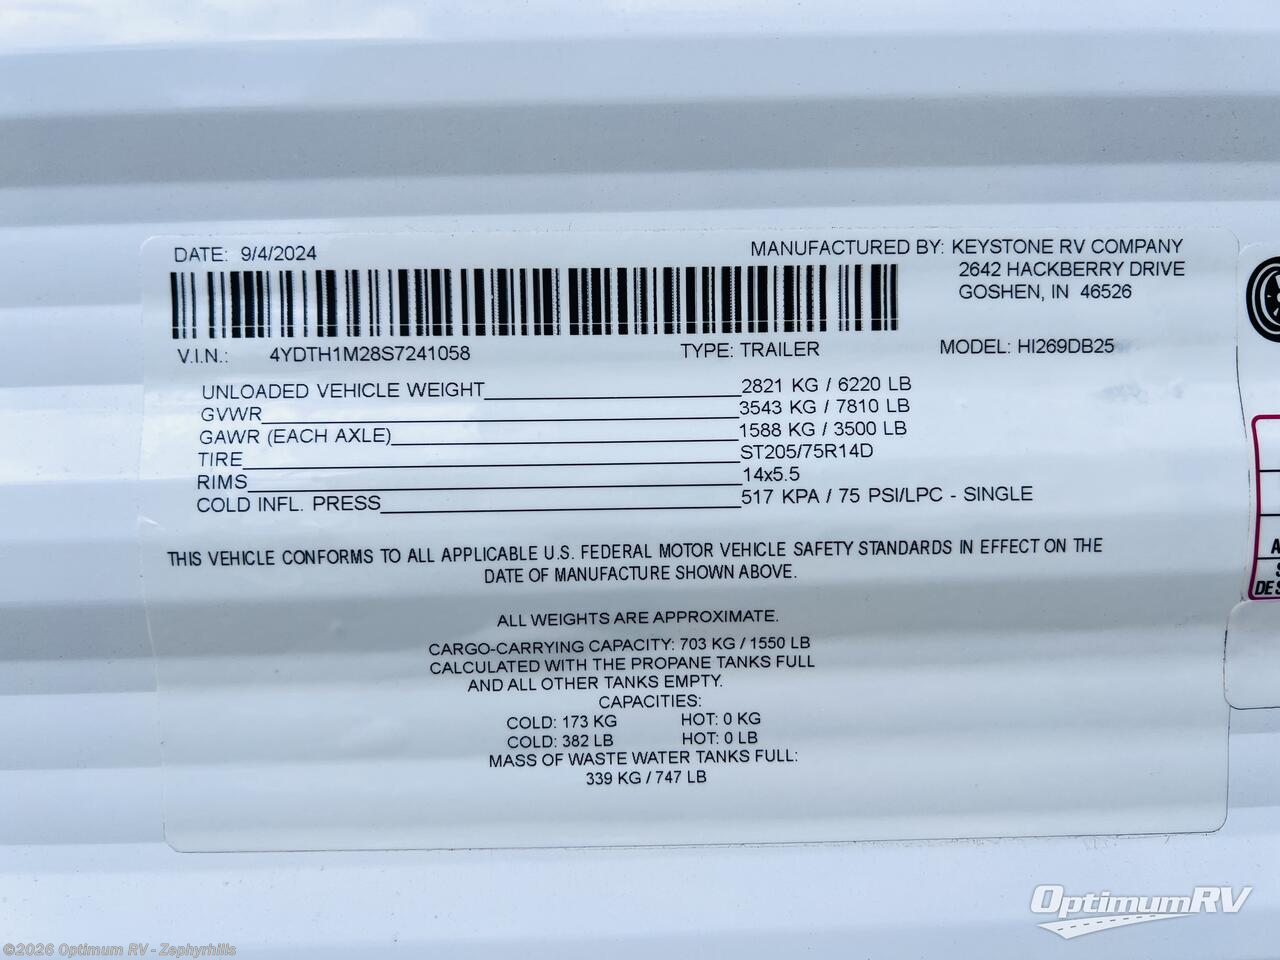 DATE: 9/4/2024
MANUFACTURED BY: KEYSTONE RV COMPANY
2642 HACKBERRY DRIVE
GOSHEN, IN 46526
V.I.N.: 4YDTH1M28S7241058 TYPE: TRAILER MODEL: HI269DB25
UNLOADED VEHICLE WEIGHT 2821 KG / 6220 LB
GVWR 3543 KG / 7810 LB
GAWR (EACH AXLE) 1588 KG / 3500 LB
TIRE ST205/75R14D
RIMS 14x5.5
COLD INFL. PRESS 517 KPA / 75 PSI/LPC - SINGLE
THIS VEHICLE CONFORMS TO ALL APPLICABLE U.S. FEDERAL MOTOR VEHICLE SAFETY STANDARDS IN EFFECT ON THE
DATE OF MANUFACTURE SHOWN ABOVE.
ALL WEIGHTS ARE APPROXIMATE.
CARGO-CARRYING CAPACITY: 703 KG / 1550 LB
CALCULATED WITH THE PROPANE TANKS FULL
AND ALL OTHER TANKS EMPTY.
CAPACITIES:
COLD: 173 KG HOT: 0 KG
COLD: 382 LB HOT: 0 LB
MASS OF WASTE WATER TANKS FULL:
339 KG / 747 LB
OptimumRV
©2026 Optimum RV - Zephyrhills